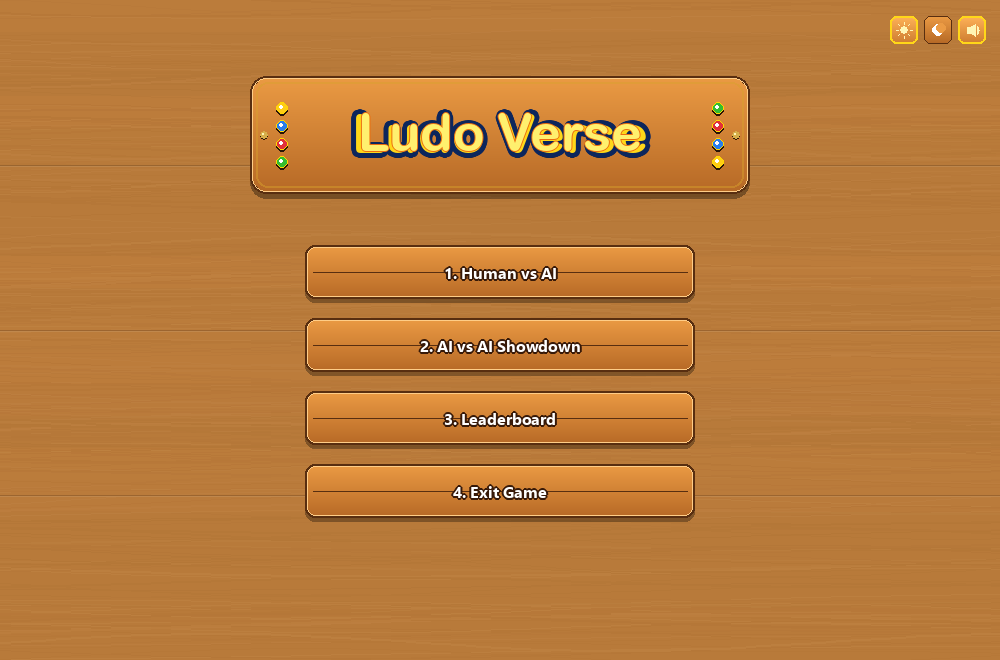 Ludo Verse
1. Human vs AI
2. AI vs AI Showdown
3. Leaderboard
4. Exit Game